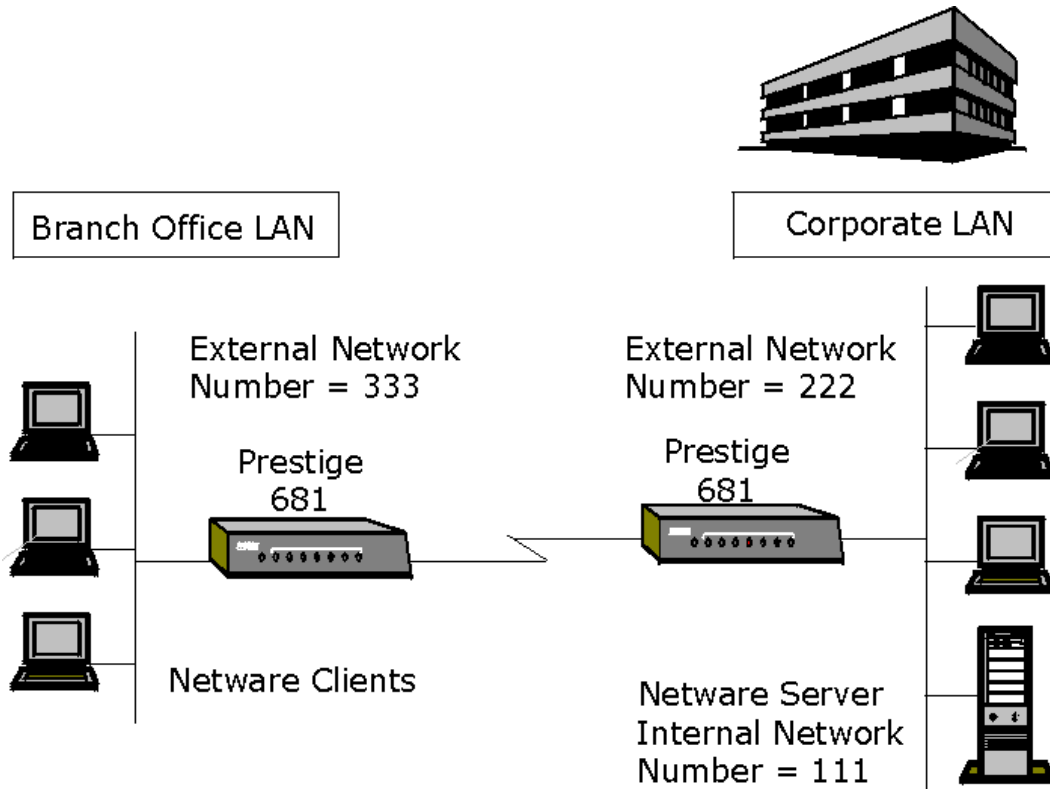 Branch Office LAN
Corporate LAN
External Network
Number = 333
External Network
Number = 222
Prestige
681
Prestige
681
Netware Clients
Netware Server
Internal Network
Number = 111